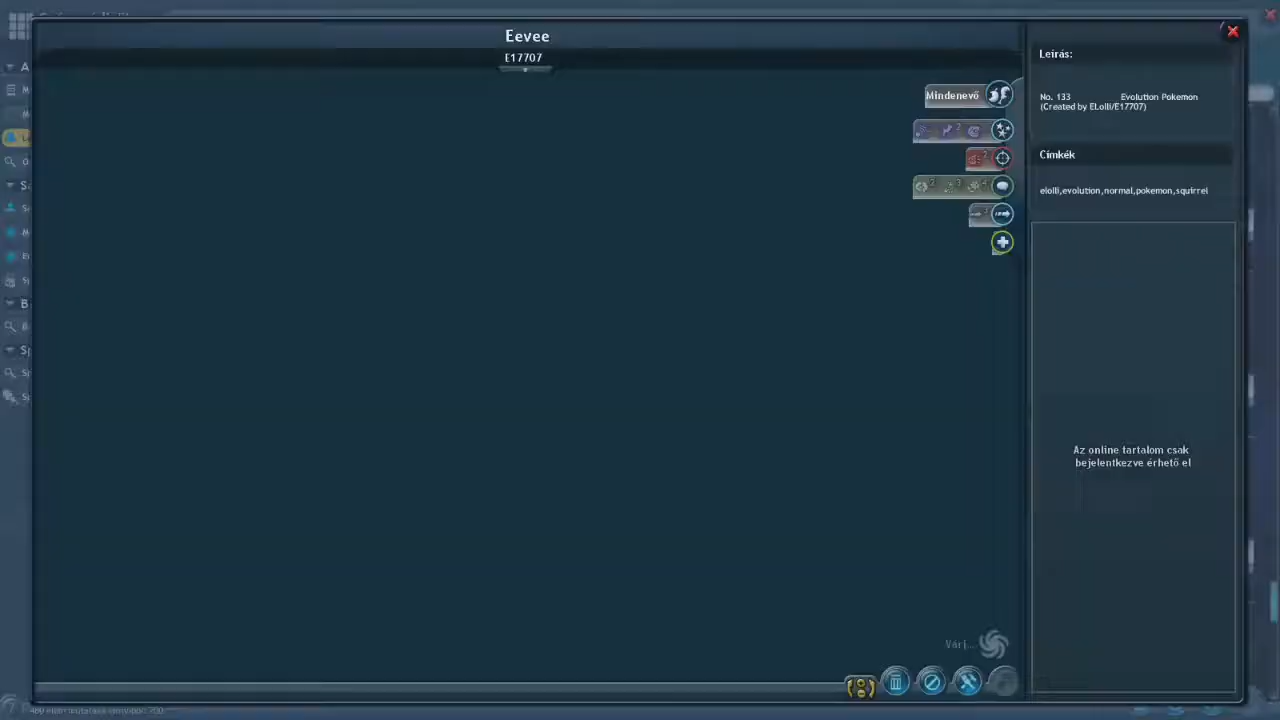 Eevee
E17707
Leírás:
No. 133 Evolution Pokemon
(Created by ELolli/E17707)
Címkék
elolli,evolution,normal,pokemon,squirrel
Az online tartalom csak
bejelentkezve érhető el
Mindenevő
Várj...